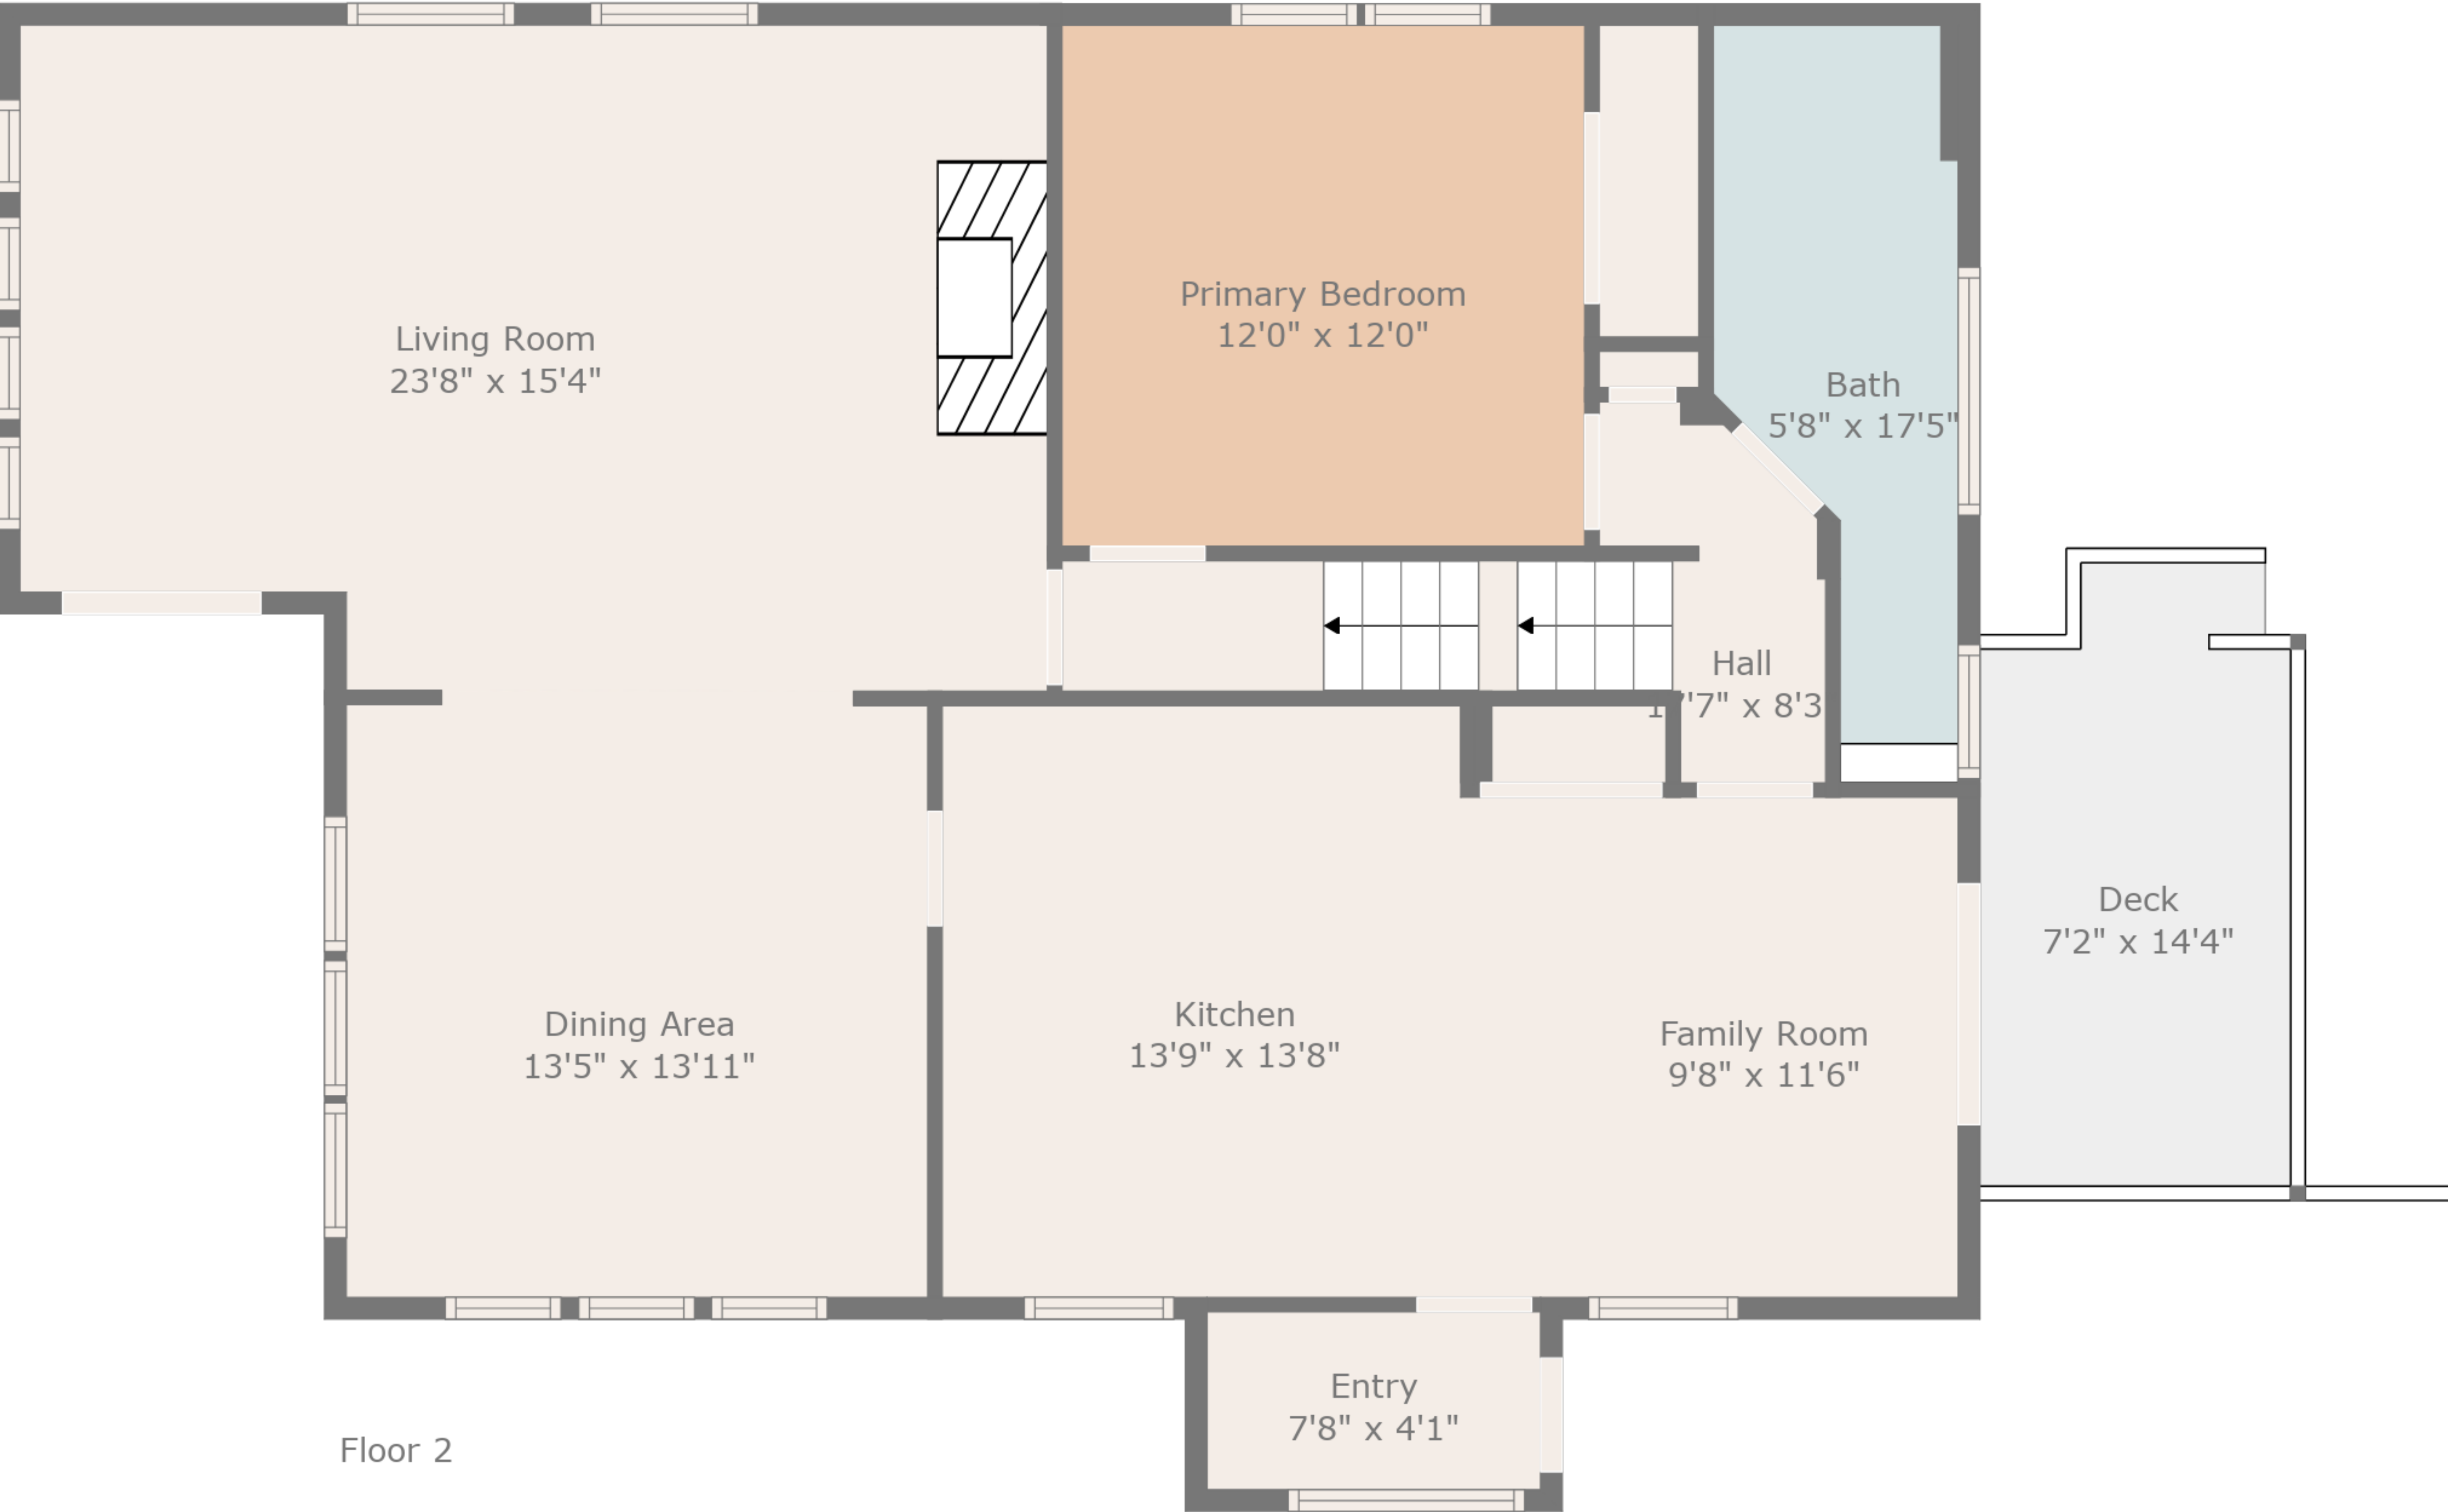 Primary Bedroom
12'0" x 12'0"
Living Room
23'8" x 15'4"
Bath
5'8" x 17'5"
Hall
'7" x 8'3
Deck
7'2" x 14'4"
Kitchen
13'9" x 13'8"
Family Room
9'8" x 11'6"
Dining Area
13'5" x 13'11"
Entry
7'8" x 4'1"
Floor 2